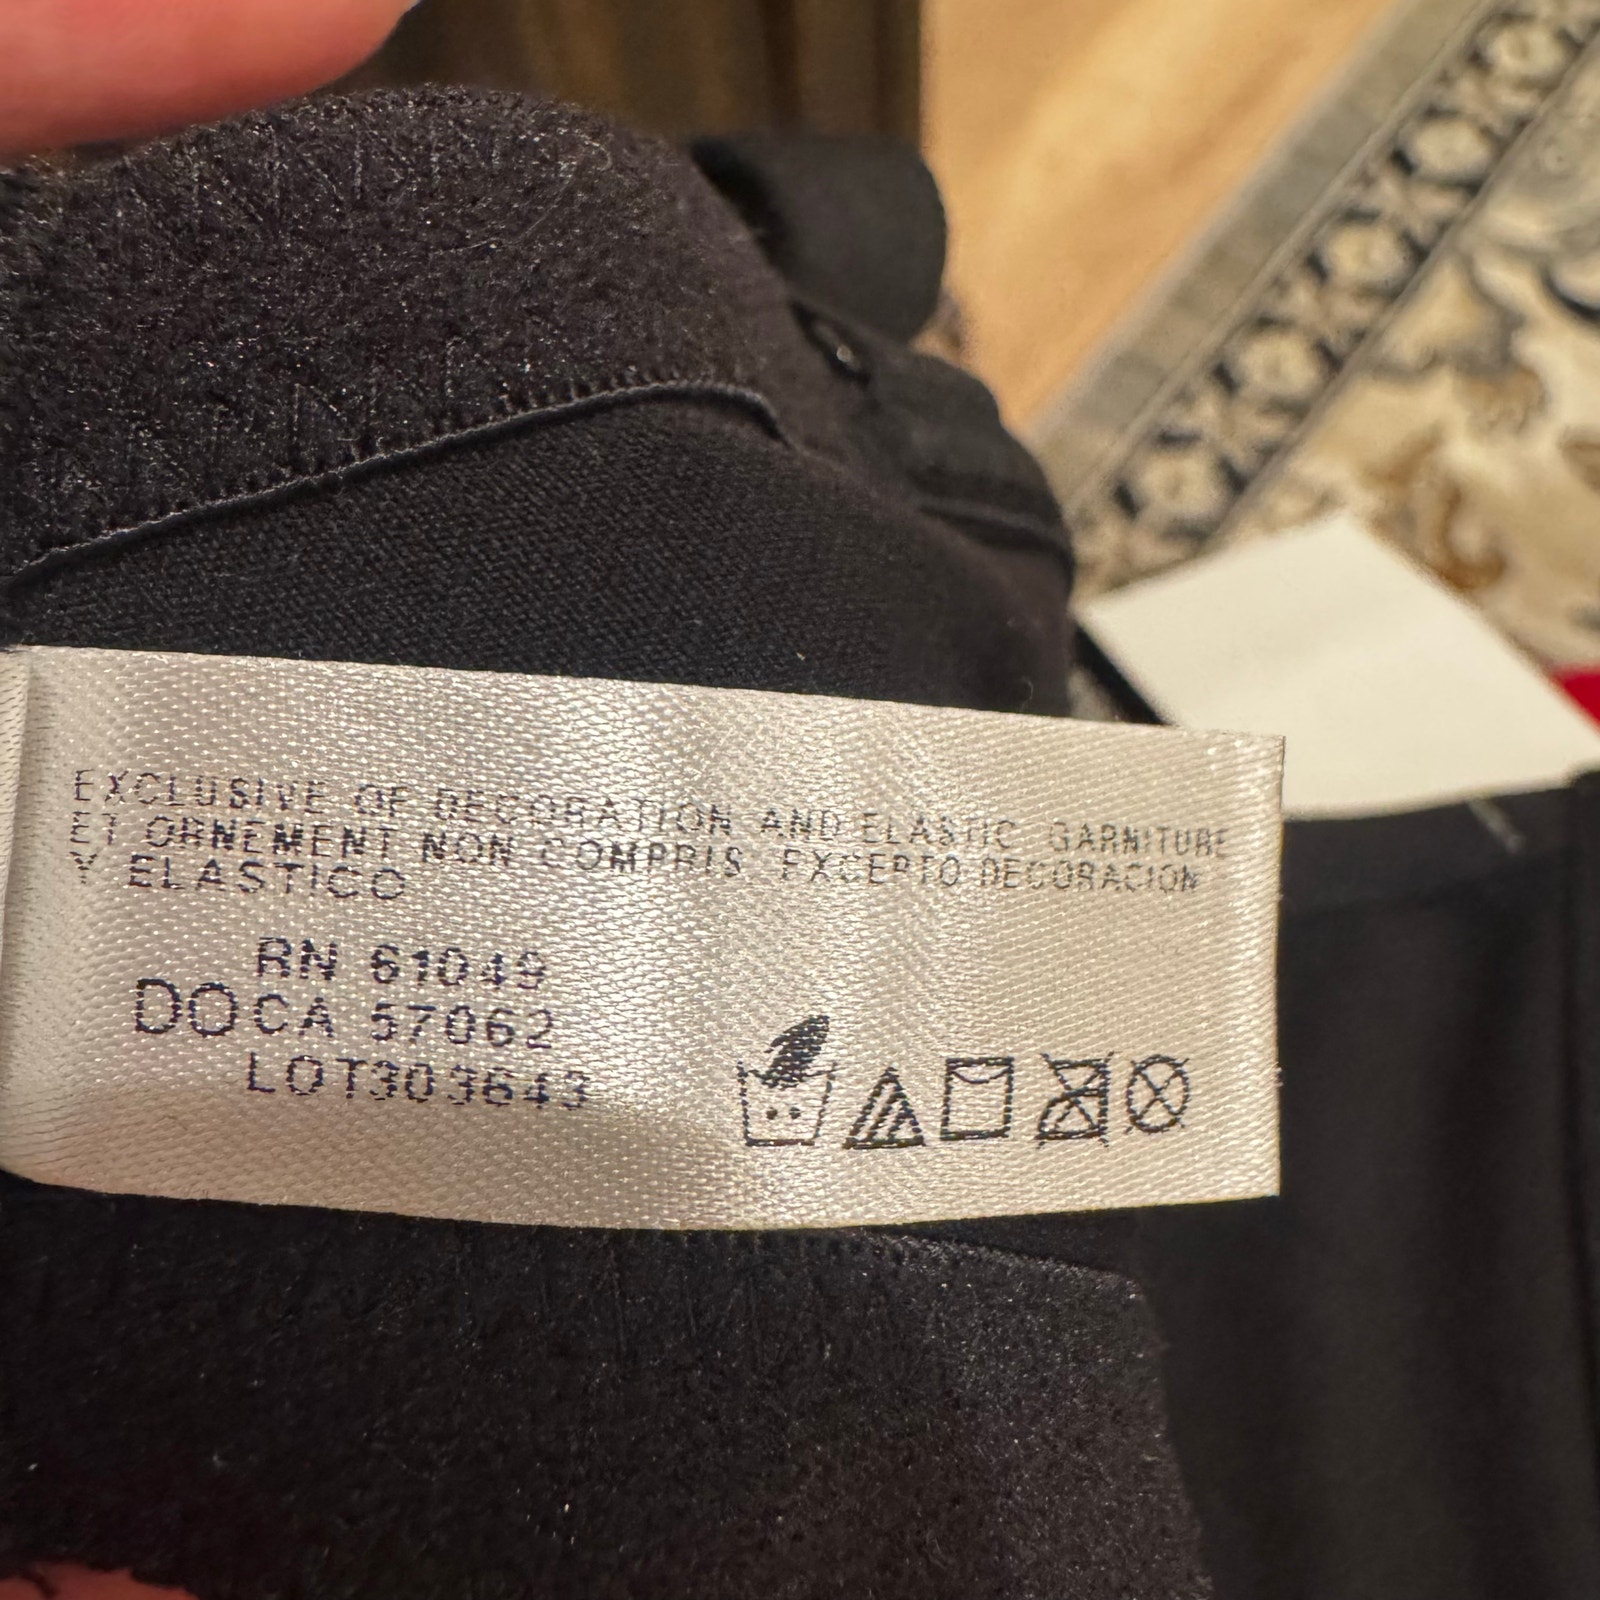 EXCLUSIVE OF DECORATION AND ELASTIC GARNITURE
ET ORNEMENT NON COMPRIS EXCEPTO DECORACION
Y ELASTICO
RN 61049
DOCA 57062
LOT303643